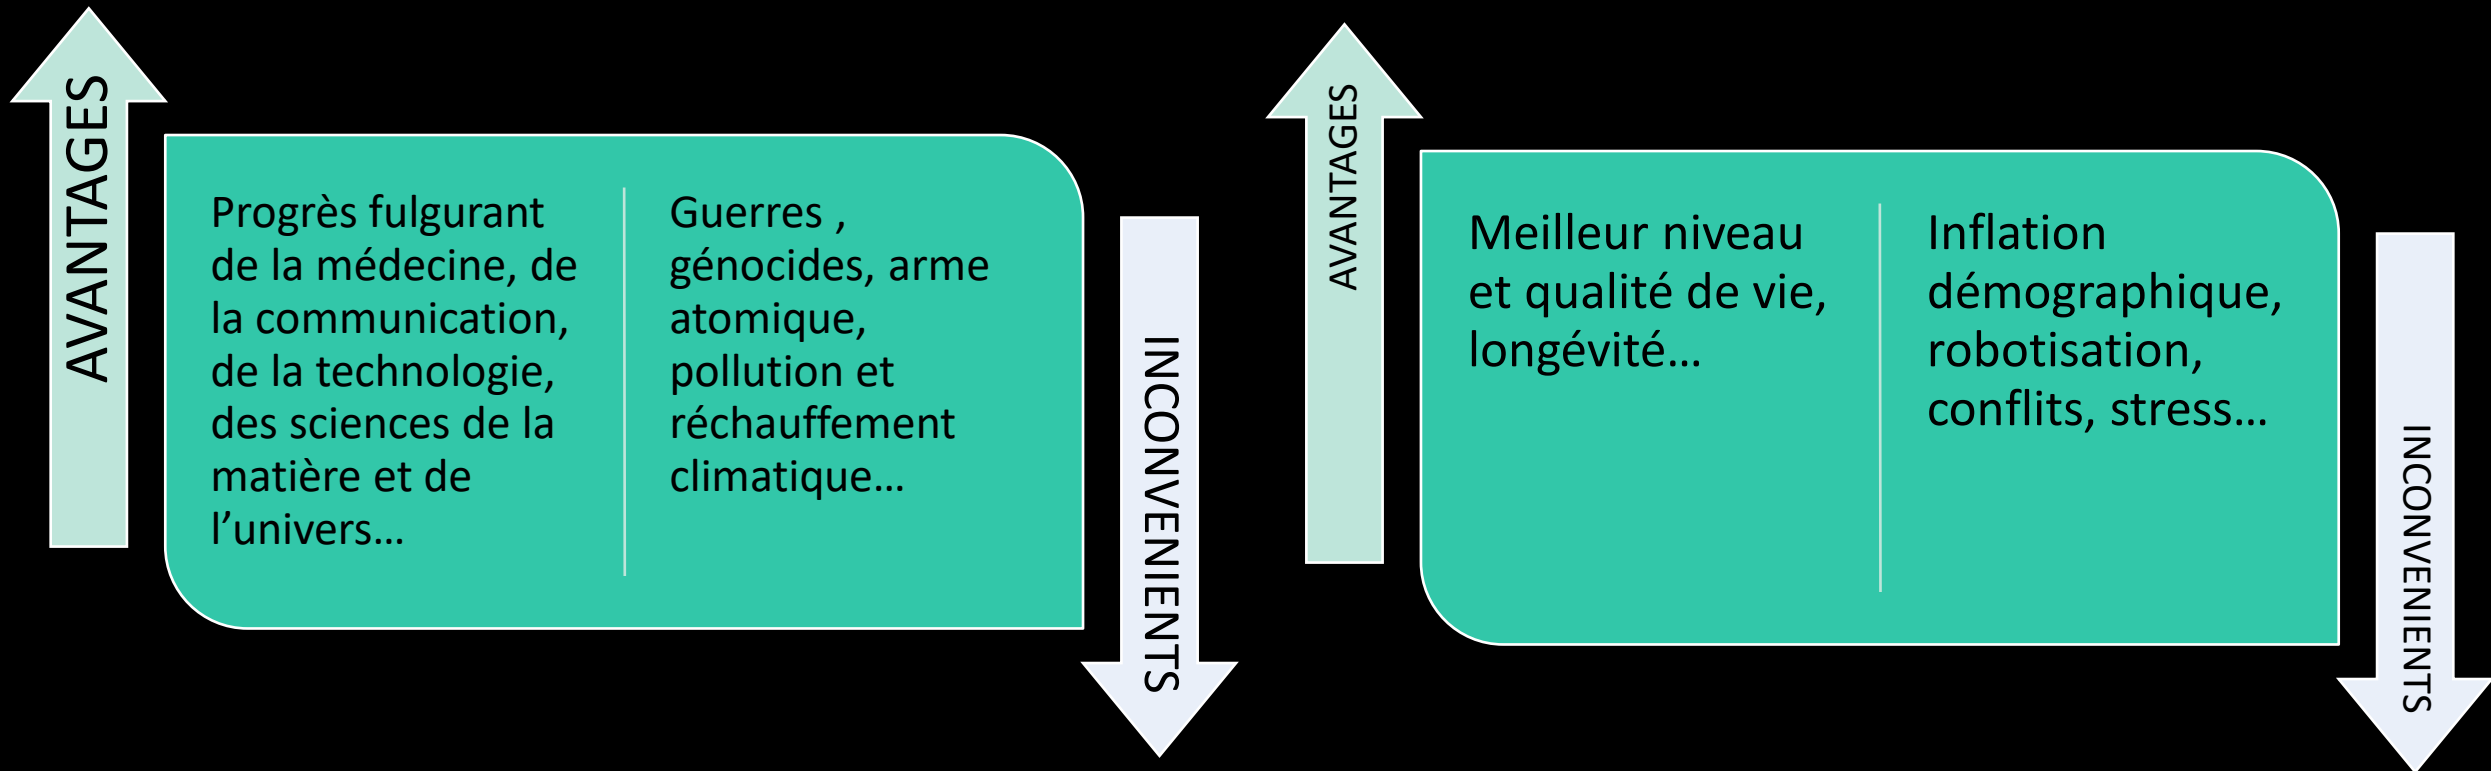 AVANTAGES
Progrès fulgurant
de la médecine, de
la communication,
de la technologie,
des sciences de la
matière et de
l’univers…
Guerres ,
génocides, arme
atomique,
pollution et
réchauffement
climatique…
INCONVENIENTS
AVANTAGES
Meilleur niveau
et qualité de vie,
longévité…
Inflation
démographique,
robotisation,
conflits, stress…
INCONVENIENTS